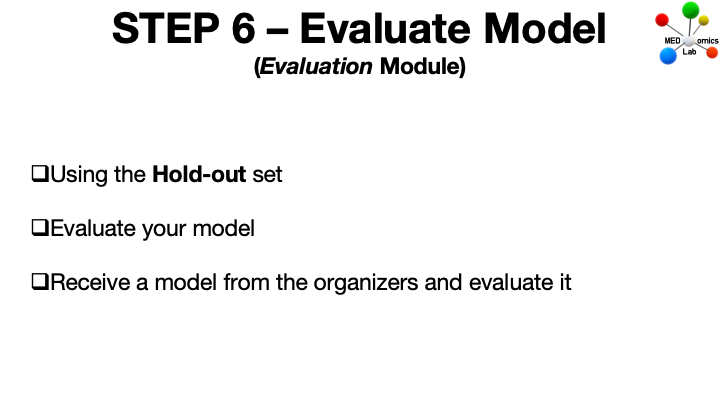 STEP 6 – Evaluate Model
(Evaluation Module)
MED omics
Lab
❑Using the Hold-out set
❑Evaluate your model
❑Receive a model from the organizers and evaluate it